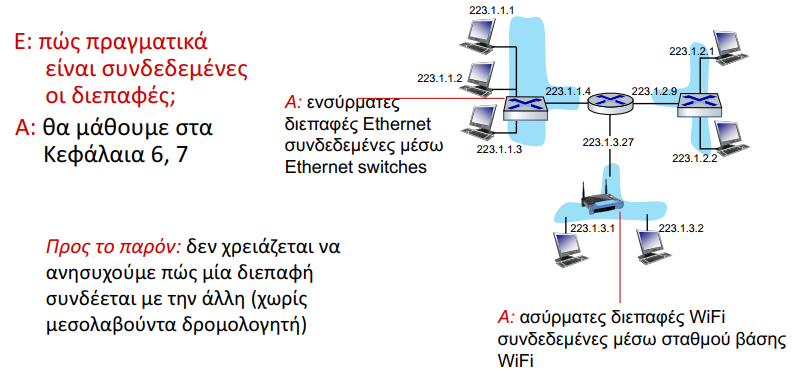 Ε: πώς πραγματικά
είναι συνδεδεμένες
οι διεπαφές;
Α: θα μάθουμε στα
Κεφάλαια 6, 7
Προς το παρόν: δεν χρειάζεται να
ανησυχούμε πώς μία διεπαφή
συνδέεται με την άλλη (χωρίς
μεσολαβούντα δρομολογητή)
A: ενσύρματες
διεπαφές Ethernet
συνδεδεμένες μέσω
Ethernet switches
223.1.1.1
223.1.1.2
223.1.1.3
223.1.1.4
223.1.2.9
223.1.2.1
223.1.2.2
223.1.3.27
223.1.3.1
223.1.3.2
A: ασύρματες διεπαφές WiFi
συνδεδεμένες μέσω σταθμού βάσης
WiFi